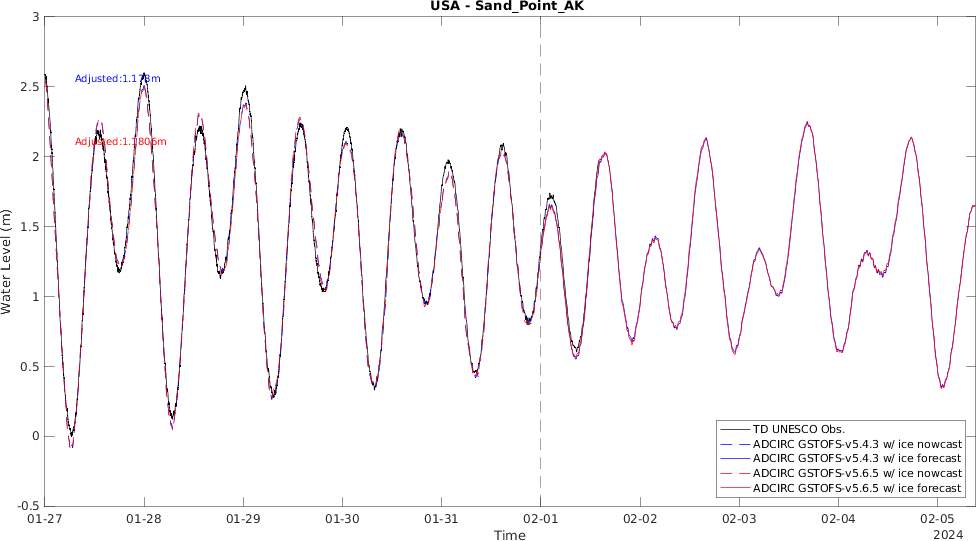 USA - Sand_Point_AK
3
2.5
2
1.5
1
0.5
0
-0.5
Water Level (m)
Adjusted:1.173m
Adjusted:1.1806m
01-27
01-28
01-29
01-30
01-31
02-01
02-02
02-03
02-04
02-05
Time
2024
TD UNESCO Obs.
ADCIRC GSTOFS-v5.4.3 w/ ice nowcast
ADCIRC GSTOFS-v5.4.3 w/ ice forecast
ADCIRC GSTOFS-v5.6.5 w/ ice nowcast
ADCIRC GSTOFS-v5.6.5 w/ ice forecast